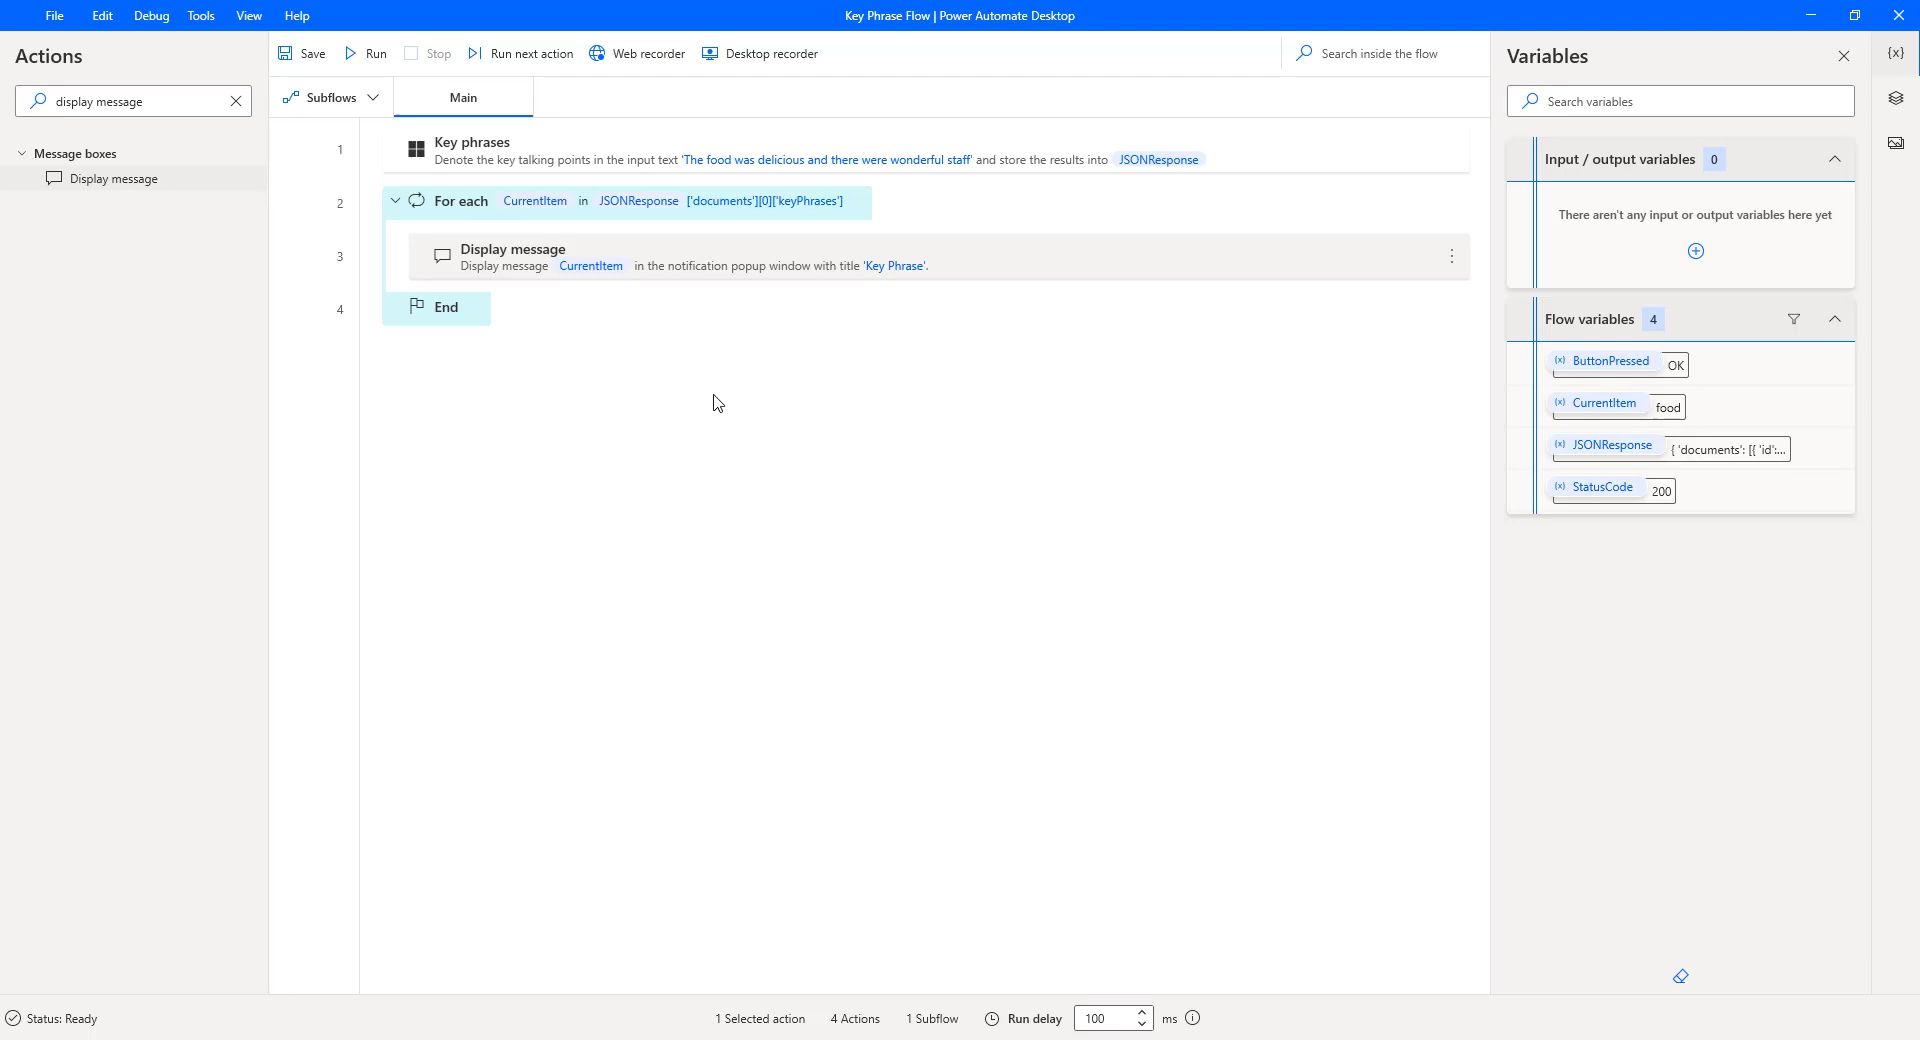 File Edit Debug Tools View Help
Key Phrase Flow | Power Automate Desktop
Actions
display message
Message boxes
Display message
Save Run Stop Run next action Web recorder Desktop recorder
Search inside the flow
Subflows
Main
1
Key phrases
Denote the key talking points in the input text 'The food was delicious and there were wonderful staff' and store the results into JSONResponse
2
For each CurrentItem in JSONResponse ['documents'][0]['keyPhrases']
3
Display message
Display message CurrentItem in the notification popup window with title 'Key Phrase'.
4
End
Variables
{x}
Search variables
Input / output variables 0
There aren't any input or output variables here yet
Flow variables 4
{x} ButtonPressed OK
{x} CurrentItem food
{x} JSONResponse { 'documents': [{ 'id':...
{x} StatusCode 200
Status: Ready
1 Selected action 4 Actions 1 Subflow Run delay 100 ms